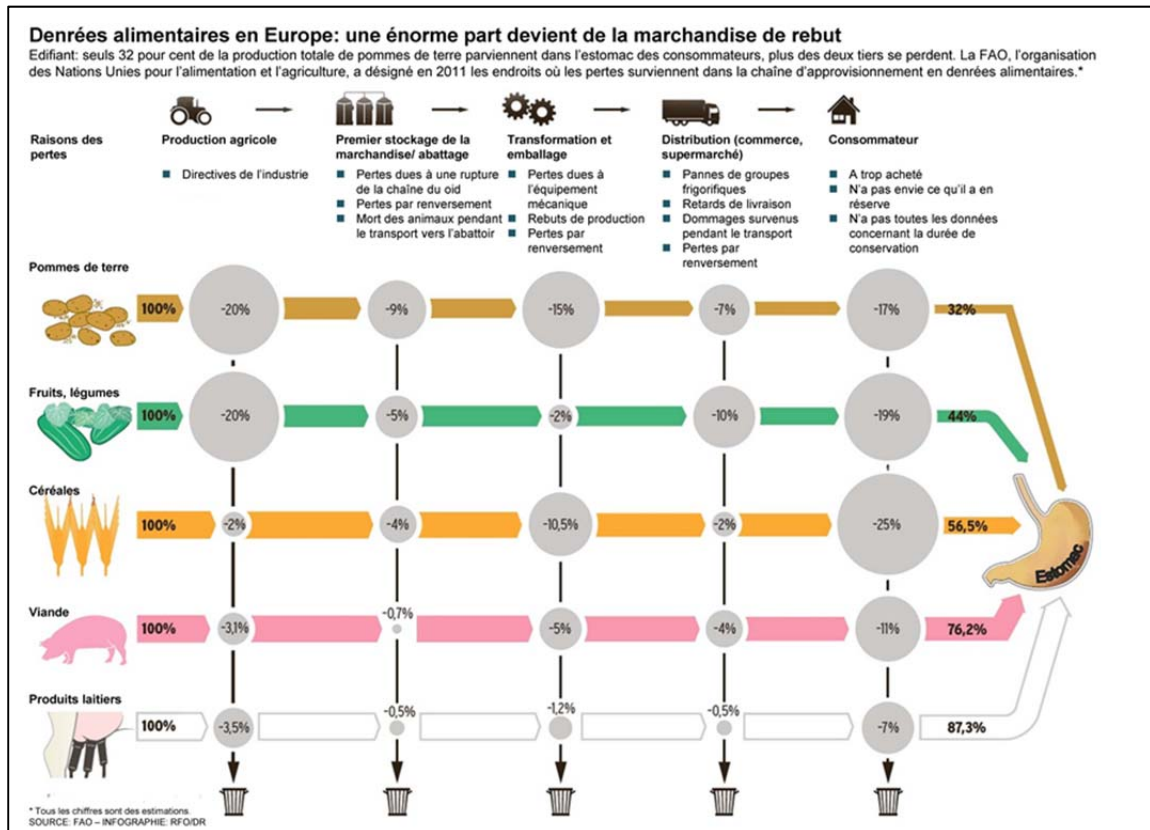 Denrées alimentaires en Europe: une énorme part devient de la marchandise de rebut
Edifiant: seuls 32 pour cent de la production totale de pommes de terre parviennent dans l'estomac des consommateurs, plus des deux tiers se perdent. La FAO, l'organisation
des Nations Unies pour l'alimentation et l'agriculture, a désigné en 2011 les endroits où les pertes surviennent dans la chaîne d'approvisionnement en denrées alimentaires.*
Raisons des
pertes
Production agricole
Directives de l'industrie
Premier stockage de la
marchandise/ abattage
Pertes dues à une rupture
de la chaîne du oid
Pertes par renversement
Mort des animaux pendant
le transport vers l'abattoir
Transformation et
emballage
Pertes dues à
l'équipement
mécanique
Rebuts de production
Pertes par
renversement
Distribution (commerce,
supermarché)
Pannes de groupes
frigorifiques
Retards de livraison
Dommages survenus
pendant le transport
Pertes par
renversement
Consommateur
A trop acheté
N'a pas envie ce qu'il a en
réserve
N'a pas toutes les données
concernant la durée de
conservation
Pommes de terre
100% -20% -9% -15% -7% -17% 32%
Fruits, légumes
100% -20% -5% -2% -10% -19% 44%
Céréales
100% -2% -4% -10,5% -2% -25% 56,5%
Estomac
Viande
100% -3,1% -0,7% -5% -4% -11% 76,2%
Produits laitiers
100% -3,5% -0,5% -1,2% -0,5% -7% 87,3%
* Tous les chiffres sont des estimations.
SOURCE: FAO – INFOGRAPHIE: RFO/DR